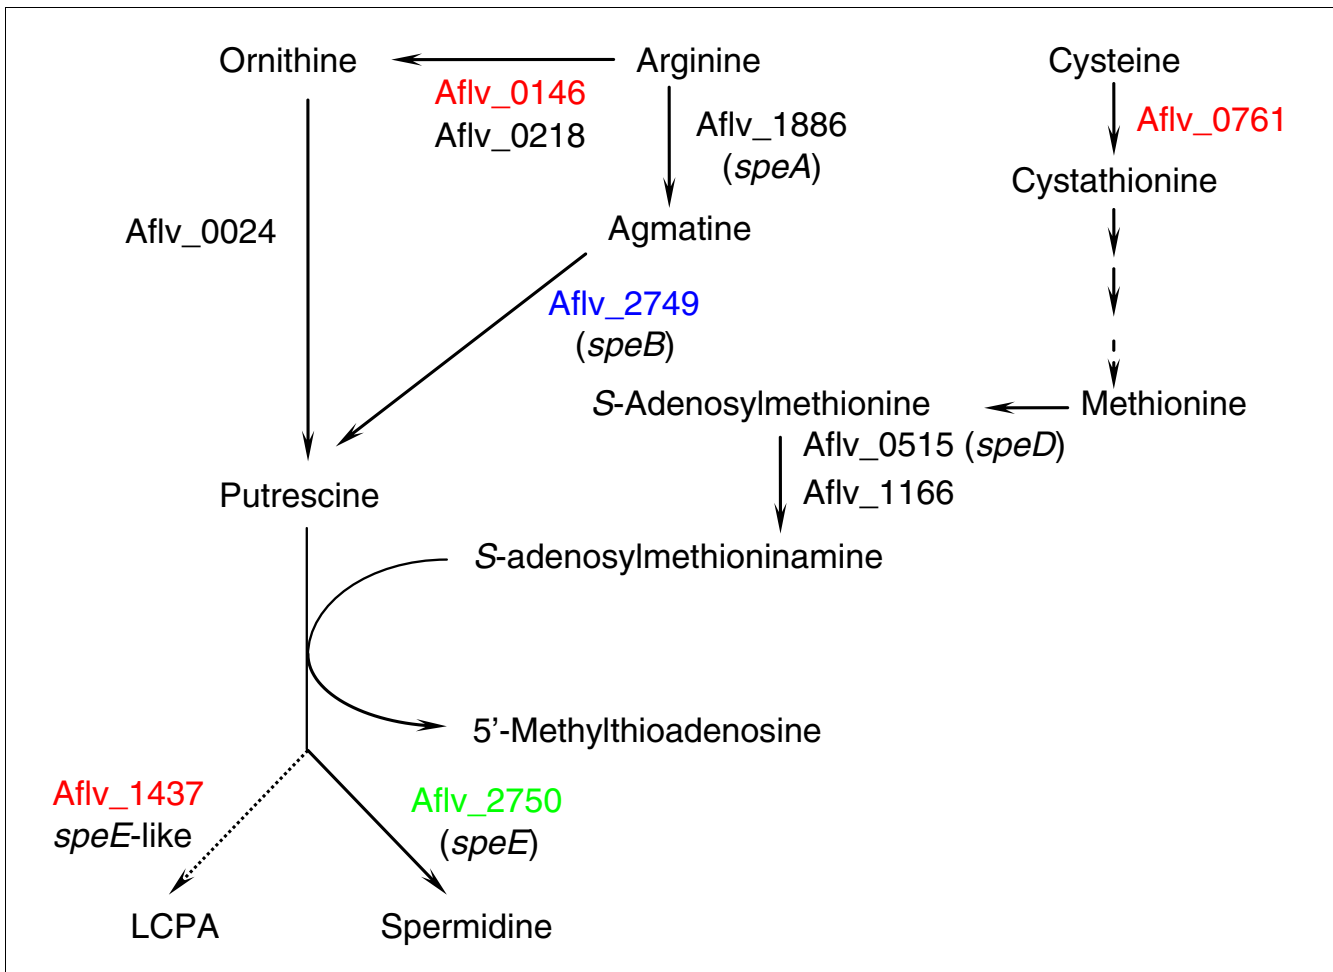 Ornithine
Arginine
Cysteine
Aflv_0146
Aflv_0218
Aflv_1886
(speA)
Aflv_0761
Cystathionine
Aflv_0024
Agmatine
Aflv_2749
(speB)
S-Adenosylmethionine
Methionine
Aflv_0515 (speD)
Aflv_1166
Putrescine
S-adenosylmethioninamine
5’-Methylthioadenosine
Aflv_1437
speE-like
Aflv_2750
(speE)
LCPA
Spermidine